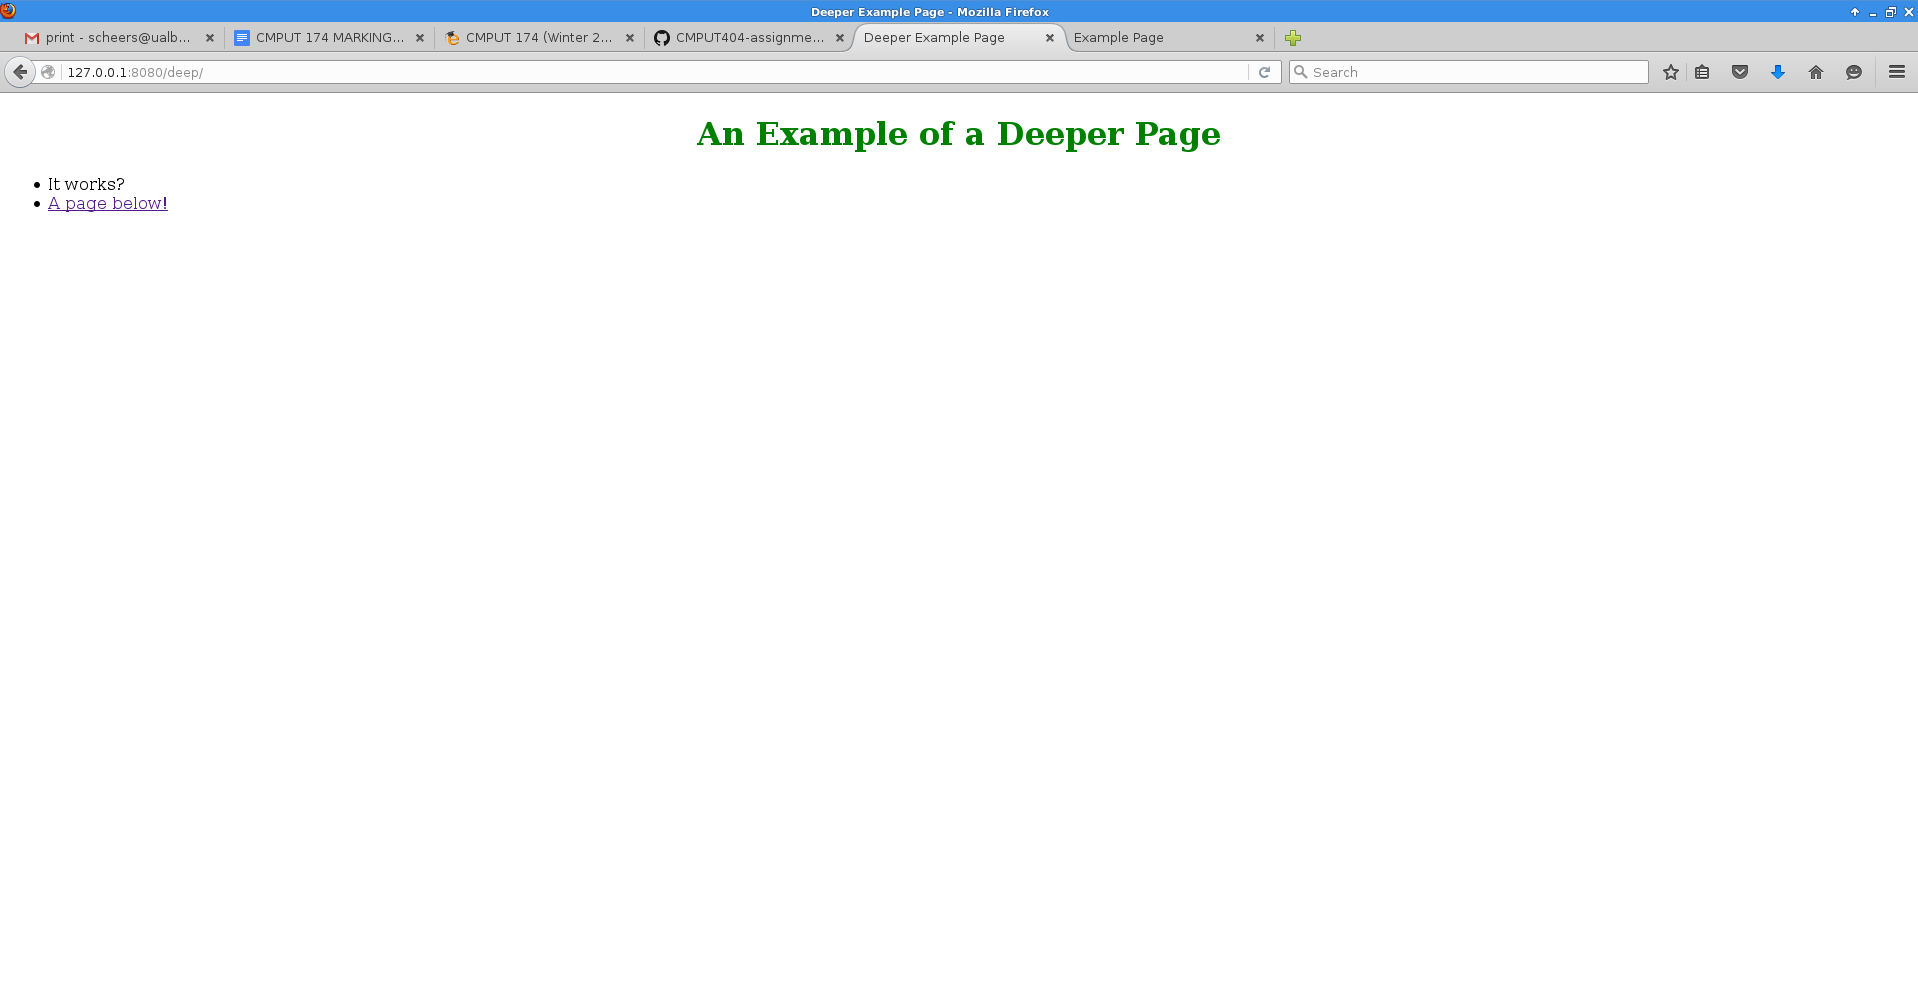 Deeper Example Page - Mozilla Firefox
print - scheers@ualb... CMPUT 174 MARKING... CMPUT 174 (Winter 2... CMPUT404-assignme... Deeper Example Page Example Page
127.0.0.1:8080/deep/ Search
An Example of a Deeper Page
• It works?
• A page below!